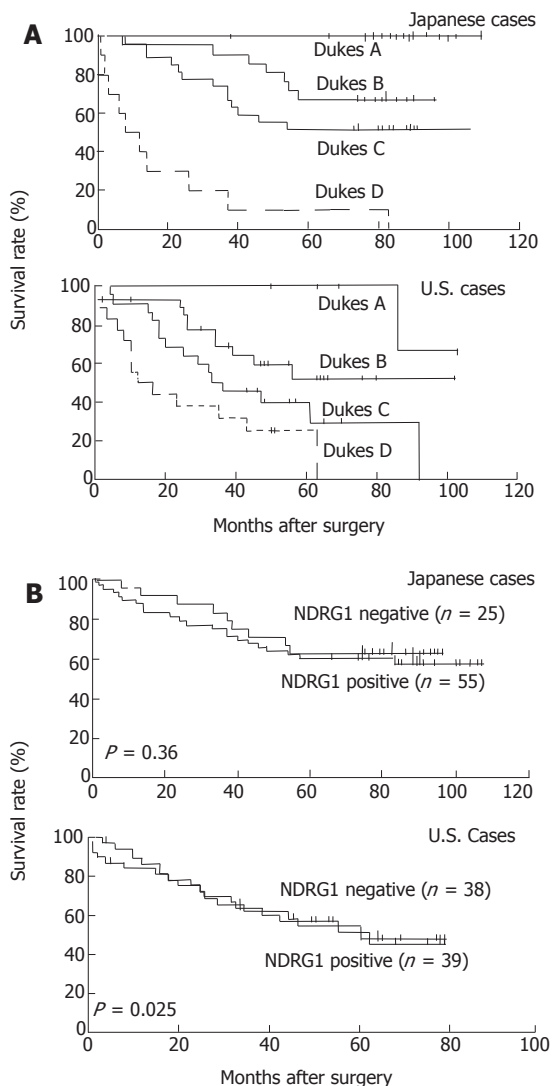 A
Japanese cases
100
Dukes A
80
Dukes B
60
Dukes C
40
20
Dukes D
0 20 40 60 80 100 120
Survival rate (%)
U.S. cases
100
Dukes A
80
60
Dukes B
40
Dukes C
20
Dukes D
0
0 20 40 60 80 100 120
Months after surgery
B
Japanese cases
100
NDRG1 negative (n = 25)
80
60
NDRG1 positive (n = 55)
40
20
P = 0.36
0 20 40 60 80 100 120
Survival rate (%)
U.S. Cases
100
NDRG1 negative (n = 38)
80
60
NDRG1 positive (n = 39)
40
20
P = 0.025
0
0 20 40 60 80 100
Months after surgery